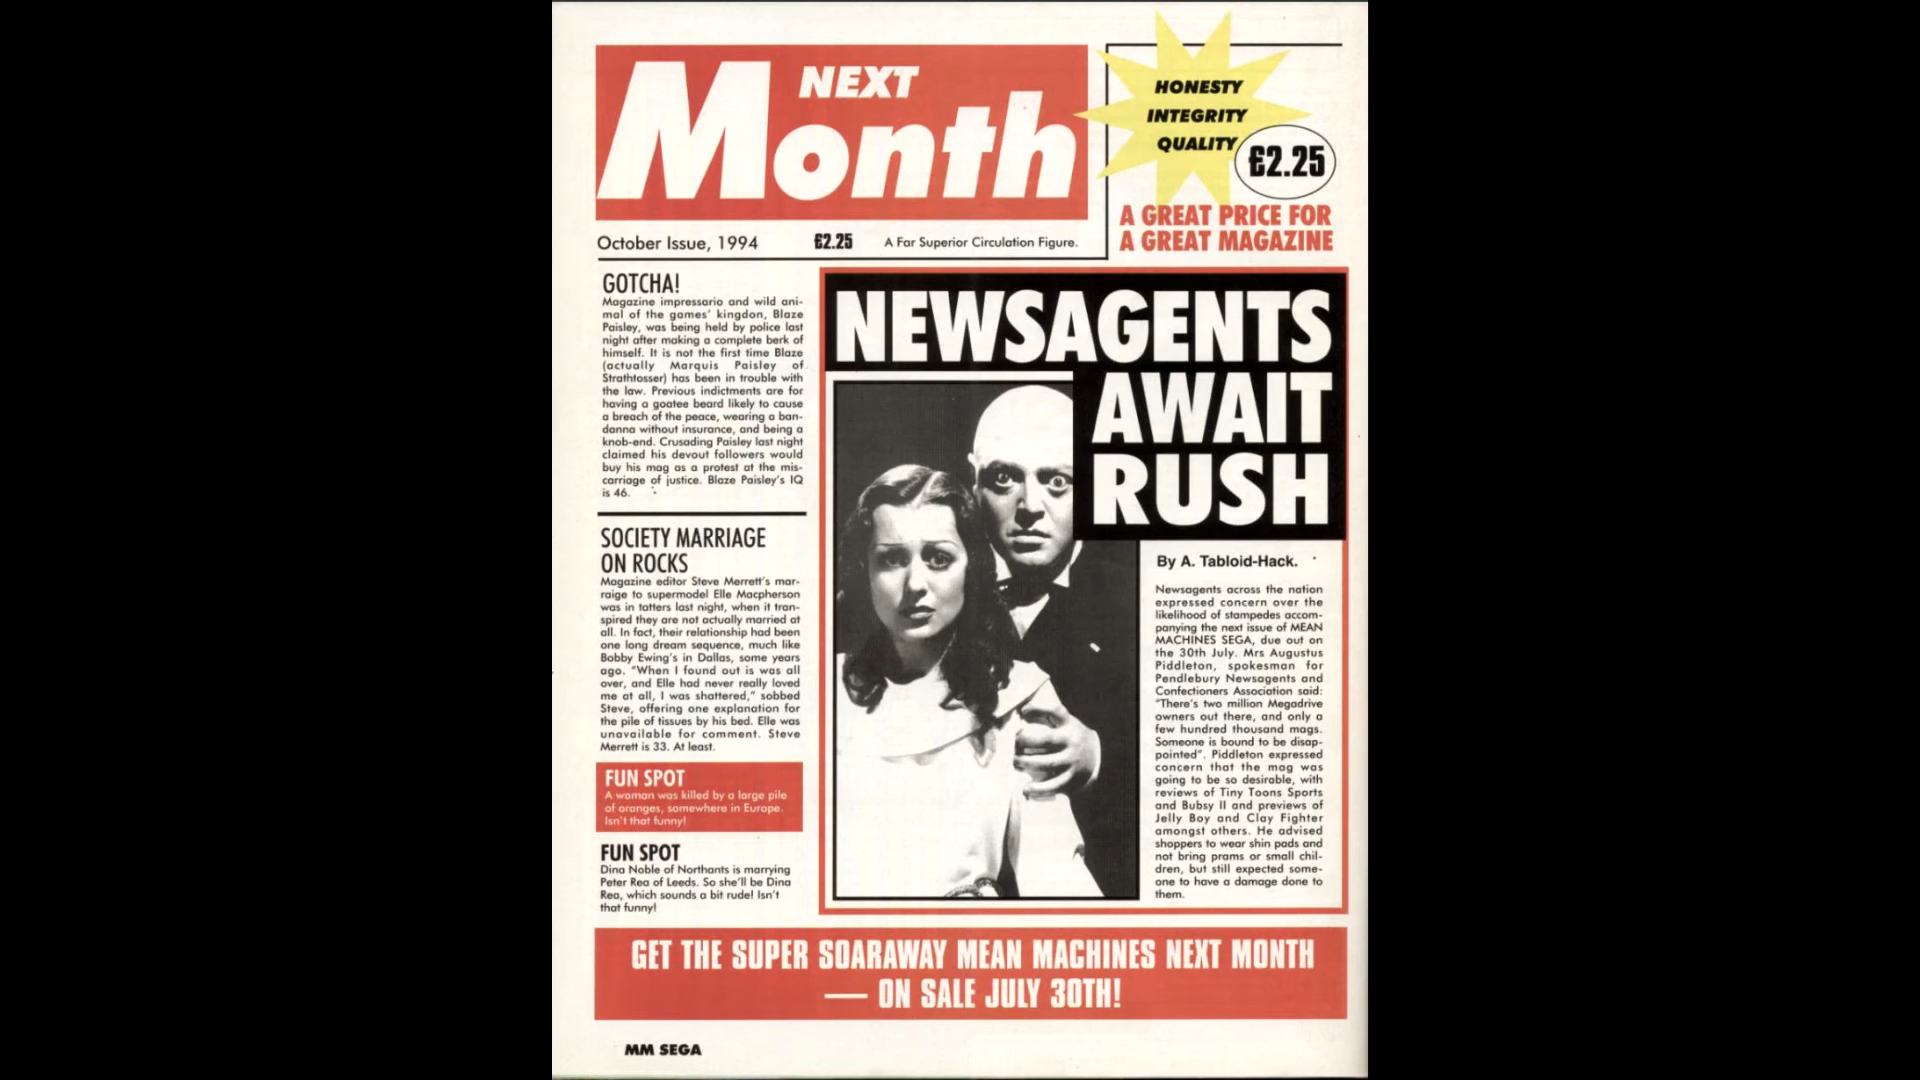 NEXT
Month
HONESTY
INTEGRITY
QUALITY
£2.25
A GREAT PRICE FOR
A GREAT MAGAZINE
October Issue, 1994
£2.25
A Far Superior Circulation Figure.
GOTCHA!
Magazine impressario and wild ani-
mal of the games' kingdon, Blaze
Paisley, was being held by police last
night after making a complete berk of
himself. It is not the first time Blaze
(actually Marquis Paisley of
Strathtosser) has been in trouble with
the law. Previous indictments are for
having a goatee beard likely to cause
a breach of the peace, wearing a ban-
danna without insurance, and being a
knob-end. Crusading Paisley last night
claimed his devout followers would
buy his mag as a protest at the mis-
carriage of justice. Blaze Paisley's IQ
is 46.
SOCIETY MARRIAGE
ON ROCKS
Magazine editor Steve Merrett's mar-
raige to supermodel Elle Macpherson
was in tatters last night, when it tran-
spired they are not actually married at
all. In fact, their relationship had been
one long dream sequence, much like
Bobby Ewing's in Dallas, some years
ago. "When I found out is was all
over, and Elle had never really loved
me at all, I was shattered," sobbed
Steve, offering one explanation for
the pile of tissues by his bed. Elle was
unavailable for comment. Steve
Merrett is 33. At least.
FUN SPOT
A woman was killed by a large pile
of oranges, somewhere in Europe.
Isn't that funny!
FUN SPOT
Dina Noble of Northants is marrying
Peter Rea of Leeds. So she'll be Dina
Rea, which sounds a bit rude! Isn't
that funny!
NEWSAGENTS
AWAIT
RUSH
By A. Tabloid-Hack.
Newsagents across the nation
expressed concern over the
likelihood of stampedes accom-
panying the next issue of MEAN
MACHINES SEGA, due out on
the 30th July. Mrs Augustus
Piddleton, spokesman for
Pendlebury Newsagents and
Confectioners Association said:
"There's two million Megadrive
owners out there, and only a
few hundred thousand mags.
Someone is bound to be disap-
pointed". Piddleton expressed
concern that the mag was
going to be so desirable, with
reviews of Tiny Toons Sports
and Bubsy II and previews of
Jelly Boy and Clay Fighter
amongst others. He advised
shoppers to wear shin pads and
not bring prams or small chil-
dren, but still expected some-
one to have a damage done to
them.
GET THE SUPER SOARAWAY MEAN MACHINES NEXT MONTH
— ON SALE JULY 30TH!
MM SEGA